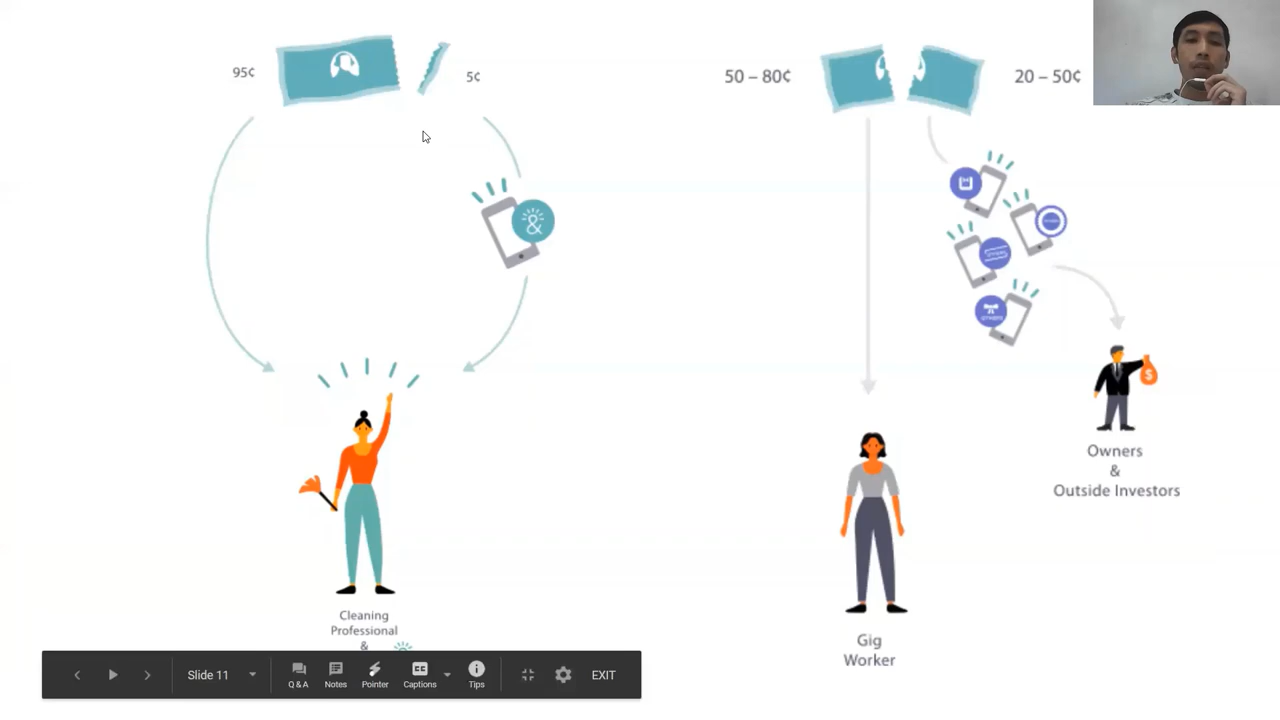 95¢
5¢
50 – 80¢
20 – 50¢
&
$
Owners
&
Outside Investors
Cleaning
Professional
&
Gig
Worker
Slide 11
Q & A
Notes
Pointer
CC
Captions
Tips
EXIT